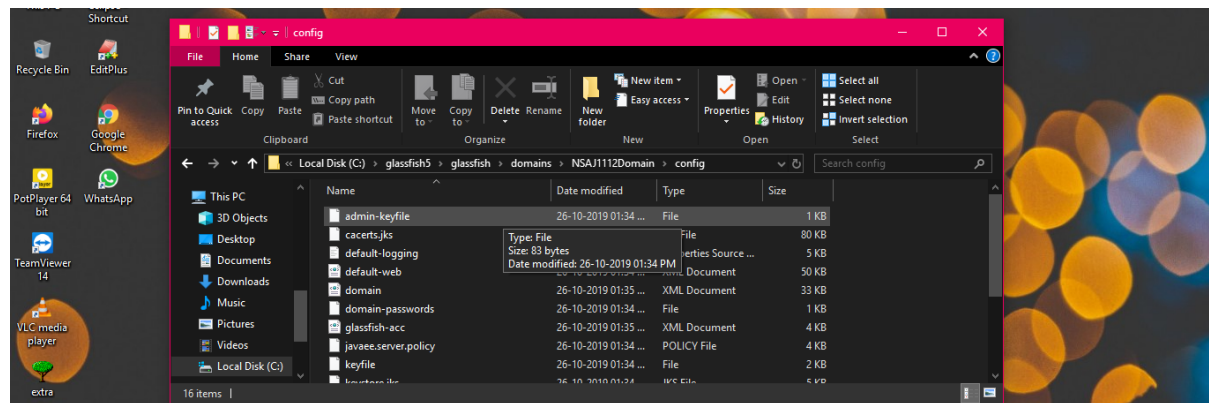 Shortcut
Recycle Bin
EditPlus
Firefox
Google
Chrome
PotPlayer 64
bit
WhatsApp
TeamViewer
14
VLC media
player
extra
config
File Home Share View
Pin to Quick
access
Copy
Paste
Cut
Copy path
Paste shortcut
Clipboard
Move
to
Copy
to
Delete
Rename
Organize
New
folder
New item
Easy access
New
Properties
Open
Edit
History
Open
Select all
Select none
Invert selection
Select
« Local Disk (C:) › glassfish5 › glassfish › domains › NSAJ1112Domain › config
Search config
This PC
3D Objects
Desktop
Documents
Downloads
Music
Pictures
Videos
Local Disk (C:)
Name Date modified Type Size
admin-keyfile 26-10-2019 01:34 ... File 1 KB
cacerts.jks File 80 KB
default-logging Source ... 5 KB
default-web Document 50 KB
domain 26-10-2019 01:35 ... XML Document 33 KB
domain-passwords 26-10-2019 01:34 ... File 1 KB
glassfish-acc 26-10-2019 01:35 ... XML Document 4 KB
javaee.server.policy 26-10-2019 01:34 ... POLICY File 4 KB
keyfile 26-10-2019 01:34 ... File 2 KB
Type: File
Size: 83 bytes
Date modified: 26-10-2019 01:34 PM
16 items